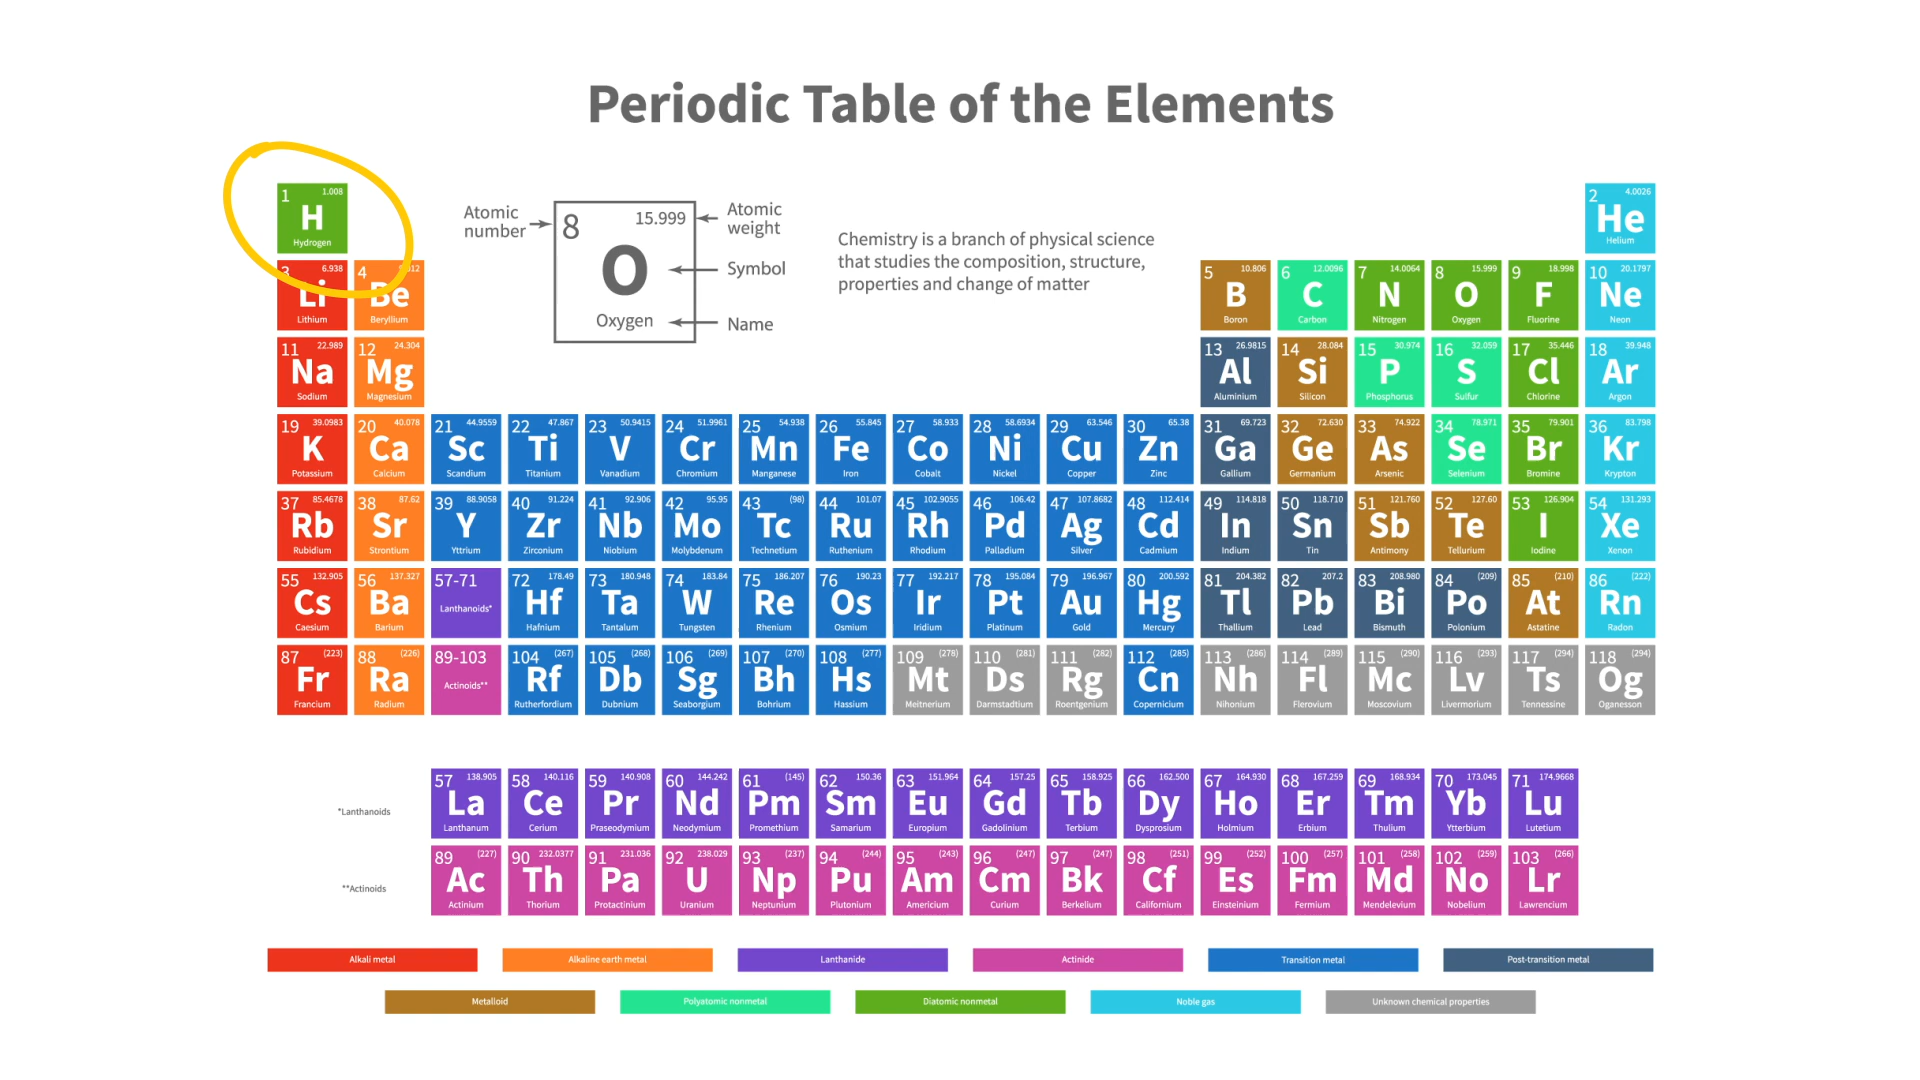 Periodic Table of the Elements
1 1.008
H
Hydrogen
Atomic number
8 15.999
O
Oxygen
Atomic weight
Symbol
Name
Chemistry is a branch of physical science
that studies the composition, structure,
properties and change of matter
2 4.0026
He
Helium
3 6.938 4
Li Be
Lithium Beryllium
5 10.806 6 12.0096 7 14.0064 8 15.999 9 18.998 10 20.1797
B C N O F Ne
Boron Carbon Nitrogen Oxygen Fluorine Neon
11 22.989 12 24.304 13 26.9815 14 28.084 15 30.974 16 32.059 17 35.446 18 39.948
Na Mg Al Si P S Cl Ar
Sodium Magnesium Aluminium Silicon Phosphorus Sulfur Chlorine Argon
19 39.0983 20 40.078 21 44.9559 22 47.867 23 50.9415 24 51.9961 25 54.938 26 55.845 27 58.933 28 58.6934 29 63.546 30 65.38 31 69.723 32 72.630 33 74.922 34 78.971 35 79.901 36 83.798
K Ca Sc Ti V Cr Mn Fe Co Ni Cu Zn Ga Ge As Se Br Kr
Potassium Calcium Scandium Titanium Vanadium Chromium Manganese Iron Cobalt Nickel Copper Zinc Gallium Germanium Arsenic Selenium Bromine Krypton
37 85.4678 38 87.62 39 88.9058 40 91.224 41 92.906 42 95.95 43 (98) 44 101.07 45 102.9055 46 106.42 47 107.8682 48 112.414 49 114.818 50 118.710 51 121.760 52 127.60 53 126.904 54 131.293
Rb Sr Y Zr Nb Mo Tc Ru Rh Pd Ag Cd In Sn Sb Te I Xe
Rubidium Strontium Yttrium Zirconium Niobium Molybdenum Technetium Ruthenium Rhodium Palladium Silver Cadmium Indium Tin Antimony Tellurium Iodine Xenon
55 132.905 56 137.327 57-71 72 178.49 73 180.948 74 183.84 75 186.207 76 190.23 77 192.217 78 195.084 79 196.967 80 200.592 81 204.382 82 207.2 83 208.980 84 (209) 85 (210) 86 (222)
Cs Ba Lanthanoids* Hf Ta W Re Os Ir Pt Au Hg Tl Pb Bi Po At Rn
Caesium Barium Hafnium Tantalum Tungsten Rhenium Osmium Iridium Platinum Gold Mercury Thallium Lead Bismuth Polonium Astatine Radon
87 (223) 88 (226) 89-103 104 (267) 105 (268) 106 (269) 107 (270) 108 (277) 109 (278) 110 (281) 111 (282) 112 (285) 113 (286) 114 (289) 115 (290) 116 (293) 117 (294) 118 (294)
Fr Ra Actinoids** Rf Db Sg Bh Hs Mt Ds Rg Cn Nh Fl Mc Lv Ts Og
Francium Radium Rutherfordium Dubnium Seaborgium Bohrium Hassium Meitnerium Darmstadtium Roentgenium Copernicium Nihonium Flerovium Moscovium Livermorium Tennessine Oganesson
*Lanthanoids
57 138.905 58 140.116 59 140.908 60 144.242 61 (145) 62 150.36 63 151.964 64 157.25 65 158.925 66 162.500 67 164.930 68 167.259 69 168.934 70 173.045 71 174.9668
La Ce Pr Nd Pm Sm Eu Gd Tb Dy Ho Er Tm Yb Lu
Lanthanum Cerium Praseodymium Neodymium Promethium Samarium Europium Gadolinium Terbium Dysprosium Holmium Erbium Thulium Ytterbium Lutetium
**Actinoids
89 (227) 90 232.0377 91 231.036 92 238.029 93 (237) 94 (244) 95 (243) 96 (247) 97 (247) 98 (251) 99 (252) 100 (257) 101 (258) 102 (259) 103 (266)
Ac Th Pa U Np Pu Am Cm Bk Cf Es Fm Md No Lr
Actinium Thorium Protactinium Uranium Neptunium Plutonium Americium Curium Berkelium Californium Einsteinium Fermium Mendelevium Nobelium Lawrencium
Alkali metal Alkaline earth metal Lanthanide Actinide Transition metal Post-transition metal
Metalloid Polyatomic nonmetal Diatomic nonmetal Noble gas Unknown chemical properties